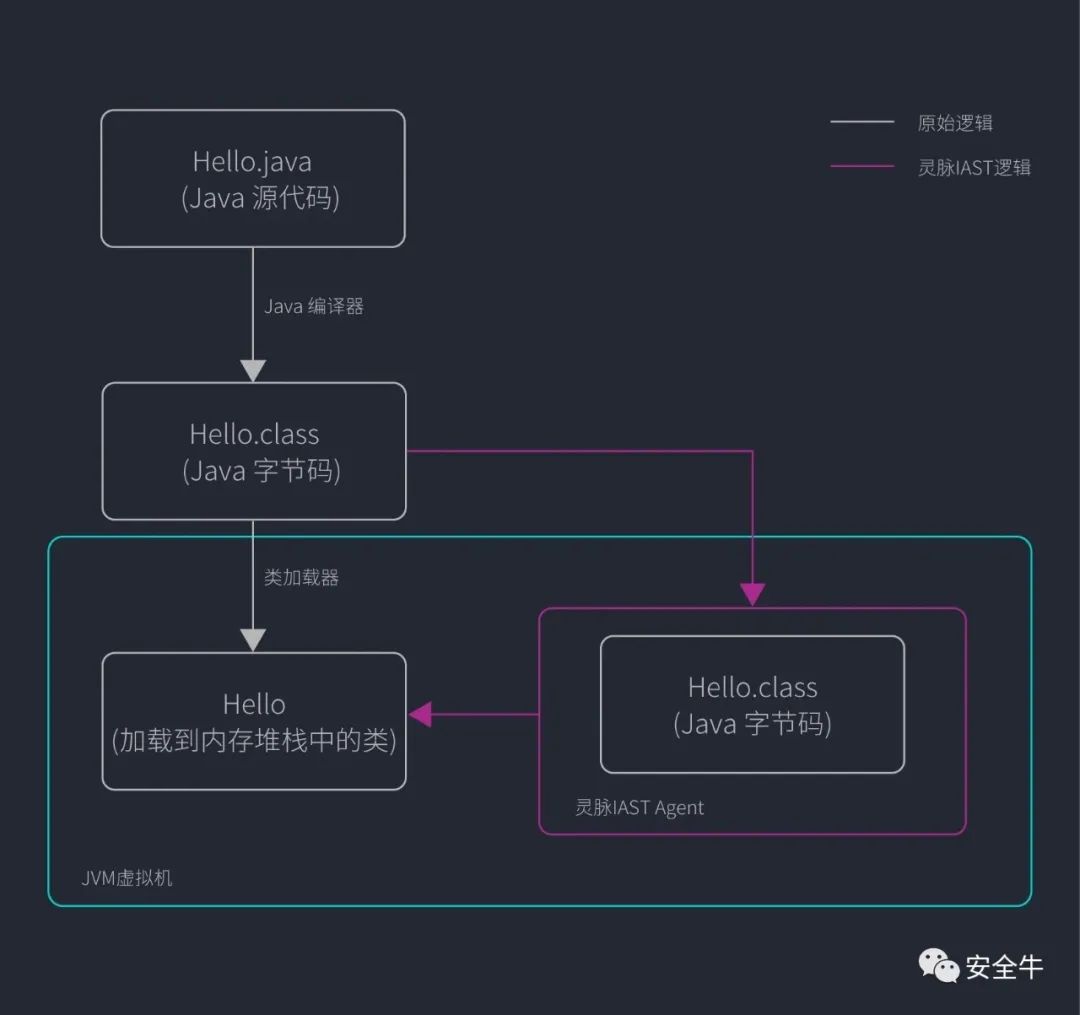 原始逻辑
灵脉IAST逻辑
Hello.java
(Java 源代码)
Java 编译器
Hello.class
(Java 字节码)
类加载器
Hello
(加载到内存堆栈中的类)
Hello.class
(Java 字节码)
灵脉IAST Agent
JVM虚拟机
安全牛